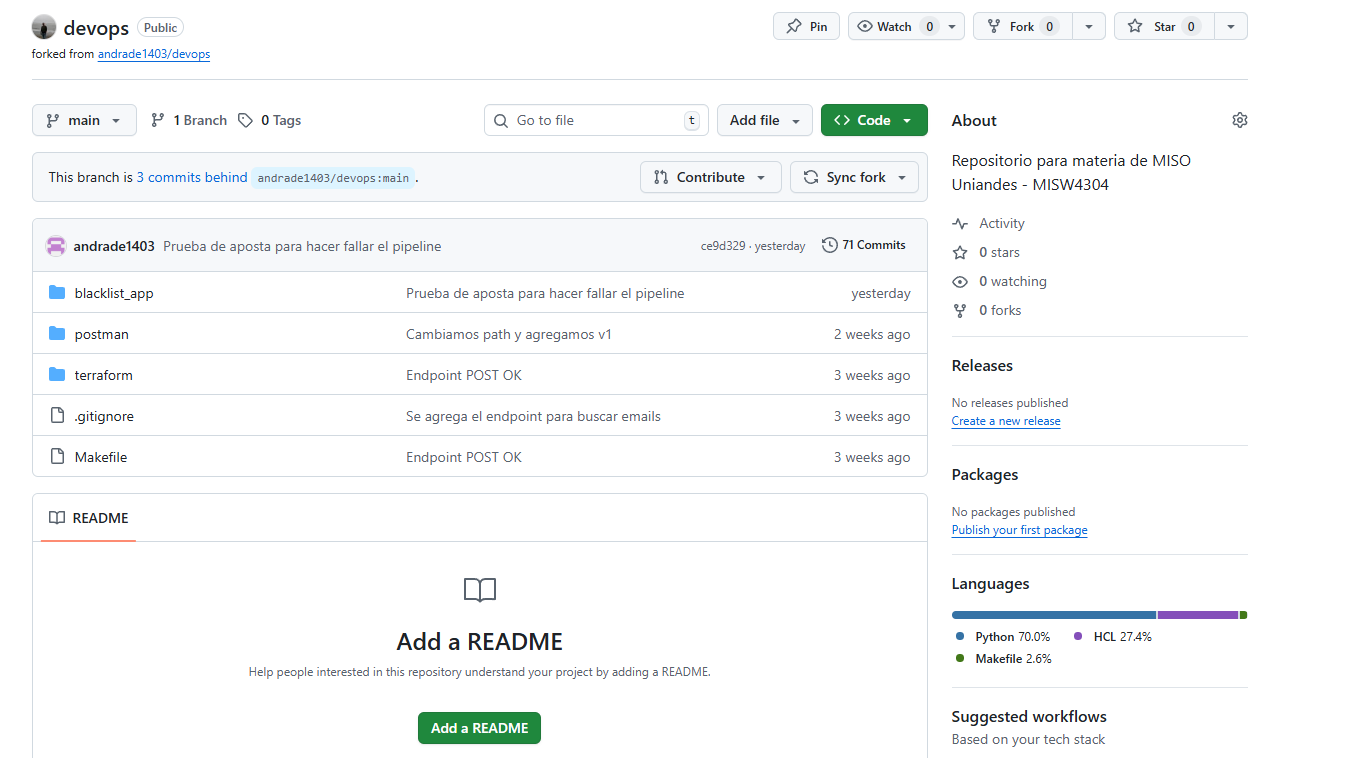 devops Public Pin Watch 0 Fork 0 Star 0
forked from andrade1403/devops
main 1 Branch 0 Tags Go to file t Add file Code
This branch is 3 commits behind andrade1403/devops:main . Contribute Sync fork
andrade1403 Prueba de aposta para hacer fallar el pipeline ce9d329 · yesterday 71 Commits
blacklist_app Prueba de aposta para hacer fallar el pipeline yesterday
postman Cambiamos path y agregamos v1 2 weeks ago
terraform Endpoint POST OK 3 weeks ago
.gitignore Se agrega el endpoint para buscar emails 3 weeks ago
Makefile Endpoint POST OK 3 weeks ago
README
Add a README
Help people interested in this repository understand your project by adding a README.
Add a README
About
Repositorio para materia de MISO
Uniandes - MISW4304
Activity
0 stars
0 watching
0 forks
Releases
No releases published
Create a new release
Packages
No packages published
Publish your first package
Languages
Python 70.0% HCL 27.4%
Makefile 2.6%
Suggested workflows
Based on your tech stack